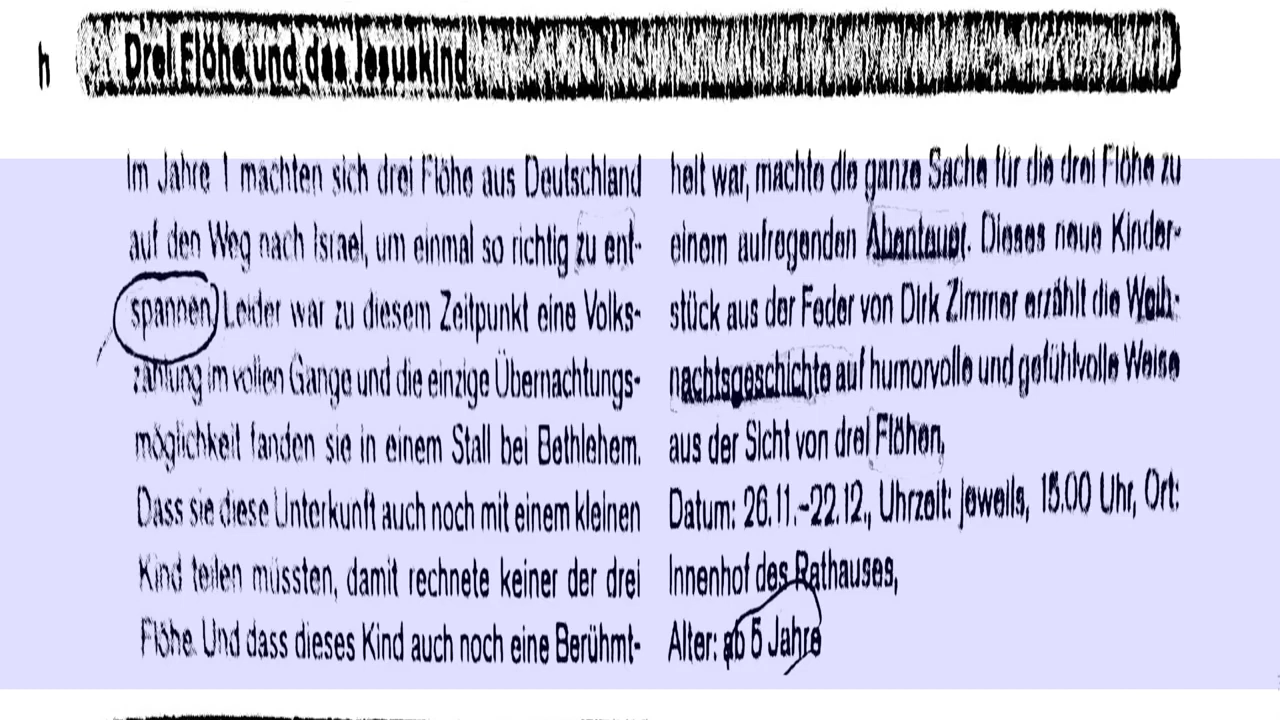 h
Drei Flöhe und das Jesuskind
Im Jahre 1 machten sich drei Flöhe aus Deutschland
auf den Weg nach Israel, um einmal so richtig zu ent-
spannen. Leider war zu diesem Zeitpunkt eine Volks-
zählung im vollen Gange und die einzige Übernachtungs-
möglichkeit fanden sie in einem Stall bei Bethlehem.
Dass sie diese Unterkunft auch noch mit einem kleinen
Kind teilen müssten, damit rechnete keiner der drei
Flöhe. Und dass dieses Kind auch noch eine Berühmt-
heit war, machte die ganze Sache für die drei Flöhe zu
einem aufregenden Abenteuer. Dieses neue Kinder-
stück aus der Feder von Dirk Zimmer erzählt die Weih-
nachtsgeschichte auf humorvolle und gefühlvolle Weise
aus der Sicht von drei Flöhen,
Datum: 26.11.-22.12., Uhrzeit: jeweils, 15.00 Uhr, Ort:
Innenhof des Rathauses,
Alter: ab 5 Jahre